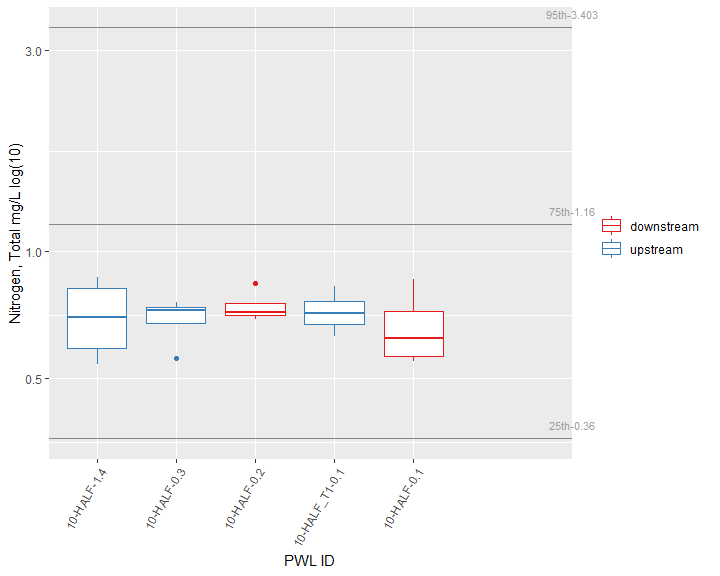 95th-3.403
3.0
75th-1.16
1.0
0.5
25th-0.36
Nitrogen, Total mg/L log(10)
10-HALF-1.4
10-HALF-0.3
10-HALF-0.2
10-HALF_T1-0.1
10-HALF-0.1
PWL ID
downstream
upstream